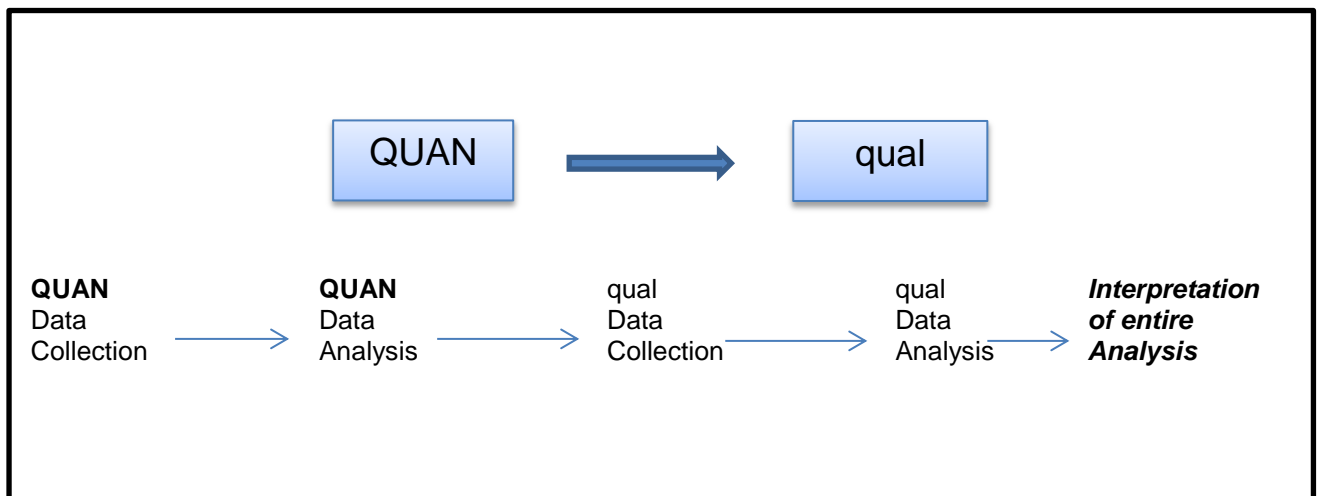 QUAN
qual
QUAN
Data
Collection
QUAN
Data
Analysis
qual
Data
Collection
qual
Data
Analysis
Interpretation
of entire
Analysis